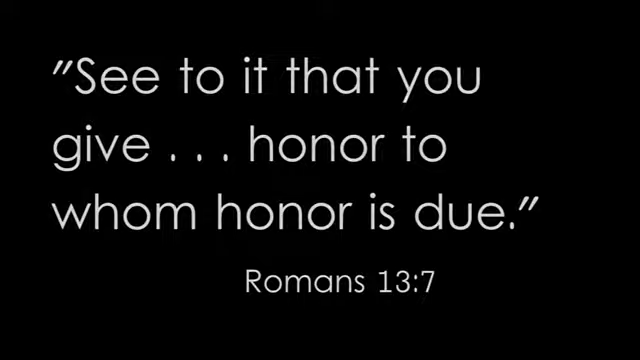 "See to it that you
give . . . honor to
whom honor is due."
Romans 13:7